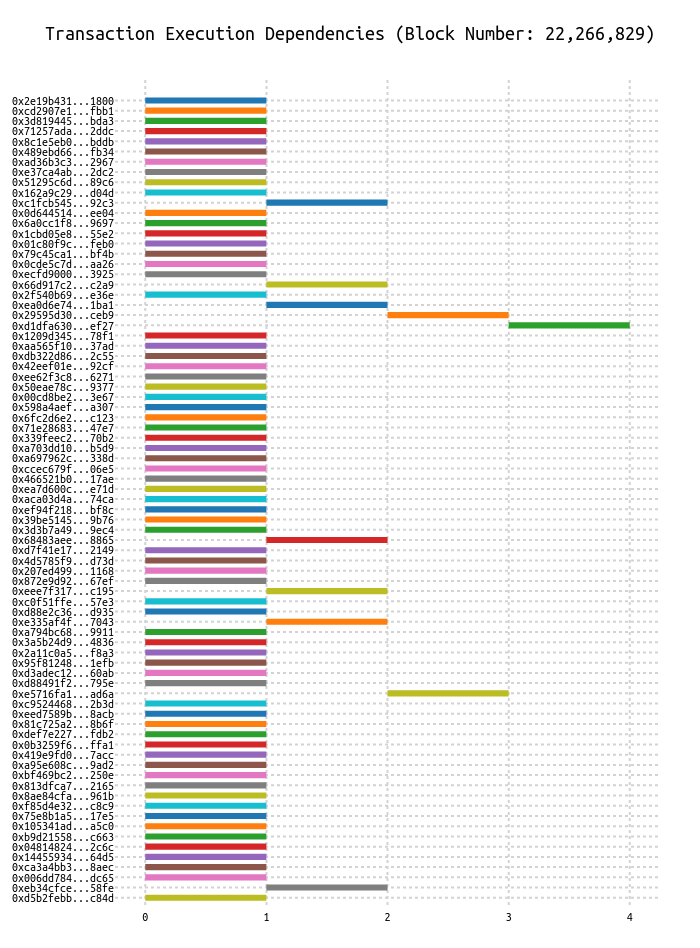 Transaction Execution Dependencies (Block Number: 22,266,829)
0x2e19b431...1800
0xcd2907e1...fbb1
0x3d819445...bda3
0x71257ada...2ddc
0x8c1e5eb0...bddb
0x489ebd66...fb34
0xad36b3c3...2967
0xe37ca4ab...2dc2
0x51295c6d...89c6
0x162a9c29...d04d
0xc1fcb545...92c3
0x0d644514...ee04
0x6a0cc1f8...9697
0x1cbd05e8...55e2
0x01c80f9c...feb0
0x79c45ca1...bf4b
0x0cde5c7d...aa26
0xecfd9000...3925
0x66d917c2...c2a9
0x2f540b69...e36e
0xea0d6e74...1ba1
0x29595d30...ceb9
0xd1dfa630...ef27
0x1209d345...78f1
0xaa565f10...37ad
0xdb322d86...2c55
0x42eef01e...92cf
0xee62f3c8...6271
0x50eae78c...9377
0x00cd8be2...3e67
0x598a4aef...a307
0x6fc2d6e2...c123
0x71e28683...47e7
0x339feec2...70b2
0xa703dd10...b5d9
0xa697962c...338d
0xccec679f...06e5
0x466521b0...17ae
0xea7d600c...e71d
0xaca03d4a...74ca
0xef94f218...bf8c
0x39be5145...9b76
0x3d3b7a49...9ec4
0x68483aee...8865
0xd7f41e17...2149
0x4d5785f9...d73d
0x207ed499...1168
0x872e9d92...67ef
0xeee7f317...c195
0xc0f51ffe...57e3
0xd88e2c36...d935
0xe335af4f...7043
0xa794bc68...9911
0x3a5b24d9...4836
0x2a11c0a5...f8a3
0x95f81248...1efb
0xd3adec12...60ab
0xd88491f2...795e
0xe5716fa1...ad6a
0xc9524468...2b3d
0xeed7589b...8acb
0x81c725a2...8b6f
0xdef7e227...fdb2
0x0b3259f6...ffa1
0x419e9fd0...7acc
0xa95e608c...9ad2
0xbf469bc2...250e
0x813dfca7...2165
0x8ae84cfa...961b
0xf85d4e32...c8c9
0x75e8b1a5...17e5
0x105341ad...a5c0
0xb9d21558...c663
0x04814824...2c6c
0x14455934...64d5
0xca3a4bb3...8aec
0x006dd784...dc65
0xeb34cfce...58fe
0xd5b2febb...c84d
0 1 2 3 4